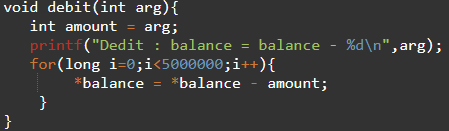 void debit(int arg){
int amount = arg;
printf("Dedit : balance = balance - %d\n",arg);
for(long i=0;i<5000000;i++){
*balance = *balance - amount;
}
}